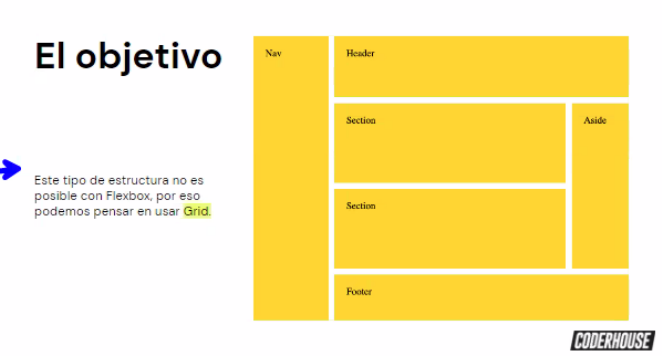 El objetivo
Este tipo de estructura no es
posible con Flexbox, por eso
podemos pensar en usar Grid.
Nav
Header
Section
Aside
Section
Footer
CODERHOUSE